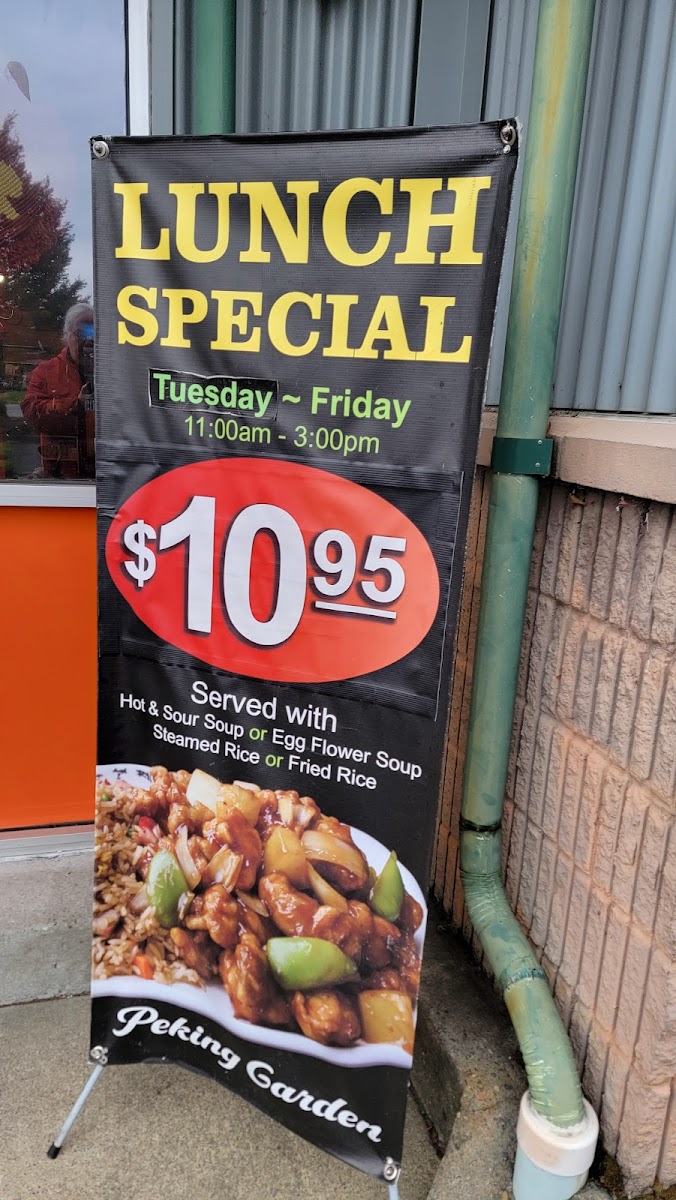 LUNCH
SPECIAL
Tuesday ~ Friday
11:00am - 3:00pm
$10 95
Served with
Hot & Sour Soup or Egg Flower Soup
Steamed Rice or Fried Rice
Peking Garden